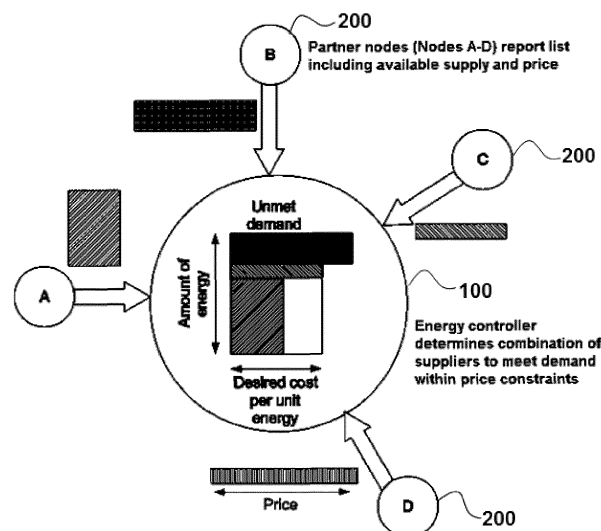 200
B
Partner nodes (Nodes A-D) report list
including available supply and price
C
200
Unmet
demand
Amount of
energy
A
100
Energy controller
determines combination of
suppliers to meet demand
within price constraints
Desired cost
per unit
energy
Price
D
200